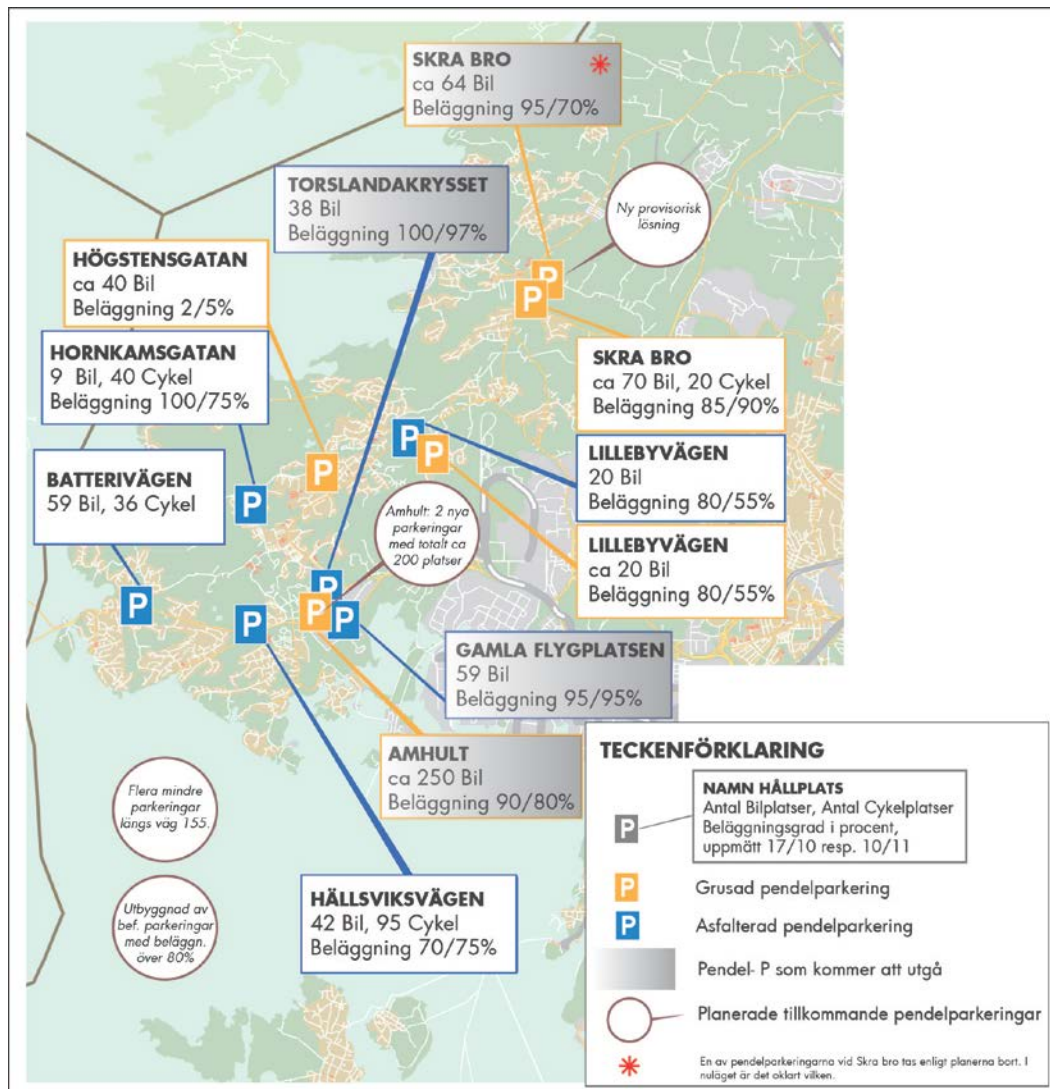 SKRA BRO
ca 64 Bil
Beläggning 95/70%
TORSLANDAKRYSSET
38 Bil
Beläggning 100/97%
Ny provisorisk
lösning
HÖGSTENSGATAN
ca 40 Bil
Beläggning 2/5%
HORNKAMSGATAN
9 Bil, 40 Cykel
Beläggning 100/75%
BATTERIVÄGEN
59 Bil, 36 Cykel
SKRA BRO
ca 70 Bil, 20 Cykel
Beläggning 85/90%
LILLEBYVÄGEN
20 Bil
Beläggning 80/55%
LILLEBYVÄGEN
ca 20 Bil
Beläggning 80/55%
Amhult: 2 nya
parkeringar
med totalt ca
200 platser
P
P
P
P
P
P
P
P
P
P
P
GAMLA FLYGPLATSEN
59 Bil
Beläggning 95/95%
AMHULT
ca 250 Bil
Beläggning 90/80%
Flera mindre
parkeringar
längs väg 155.
Utbyggnad av
bef. parkeringar
med beläggn.
över 80%
HÄLLSVIKSVÄGEN
42 Bil, 95 Cykel
Beläggning 70/75%
TECKENFÖRKLARING
P
NAMN HÅLLPLATS
Antal Bilplatser, Antal Cykelplatser
Beläggningsgrad i procent,
uppmätt 17/10 resp. 10/11
P Grusad pendelparkering
P Asfalterad pendelparkering
Pendel- P som kommer att utgå
Planerade tillkommande pendelparkeringar
En av pendelparkeringarna vid Skra bro tas enligt planerna bort. I
nuläget är det oklart vilken.